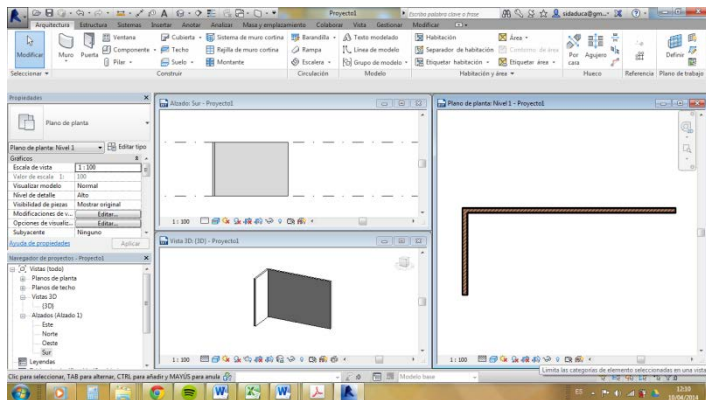 Proyecto1
Escriba palabra clave o frase
sidaduca@gm...
Arquitectura Estructura Sistemas Insertar Anotar Analizar Masa y emplazamiento Colaborar Vista Gestionar Modificar
Modificar
Muro Puerta
Ventana
Componente
Pilar
Cubierta
Techo
Suelo
Sistema de muro cortina
Rejilla de muro cortina
Montante
Barandilla
Rampa
Escalera
Texto modelado
Línea de modelo
Grupo de modelo
Habitación
Separador de habitación
Etiquetar habitación
Área
Contorno de área
Etiquetar área
Por cara
Agujero
Definir
Seleccionar Construir Circulación Modelo Habitación y área Hueco Referencia Plano de trabajo
Propiedades
Plano de planta
Plano de planta: Nivel 1
Editar tipo
Gráficos
Escala de vista 1 : 100
Valor de escala 1: 100
Visualizar modelo Normal
Nivel de detalle Alto
Visibilidad de piezas Mostrar original
Modificaciones de v... Editar...
Opciones de visualiz... Editar...
Subyacente Ninguno
Ayuda de propiedades Aplicar
Navegador de proyectos - Proyecto1
Vistas (todo)
Planos de planta
Planos de techo
Vistas 3D
{3D}
Alzados (Alzado 1)
Este
Norte
Oeste
Sur
Leyendas
Alzado: Sur - Proyecto1
1 : 100
Vista 3D: {3D} - Proyecto1
1 : 100
Plano de planta: Nivel 1 - Proyecto1
1 : 100
Limita las categorías de elemento seleccionadas en una vista
Clic para seleccionar, TAB para alternar, CTRL para añadir y MAYÚS para anula
: 0
Modelo base
ES
12:10
10/04/2014